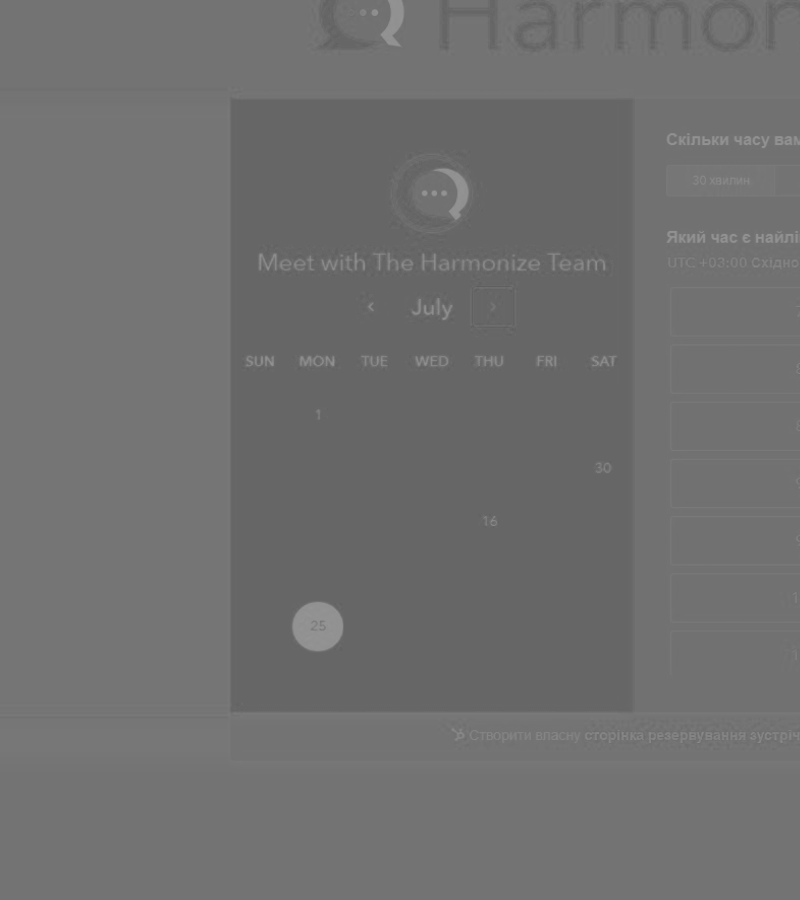 Harmon
Meet with The Harmonize Team
July
SUN MON TUE WED THU FRI SAT
1
30
16
25
Скільки часу вам
30 хвилин
Який час є найлі
UTC +03:00 Східно
Створити власну сторінка резервування зустріч